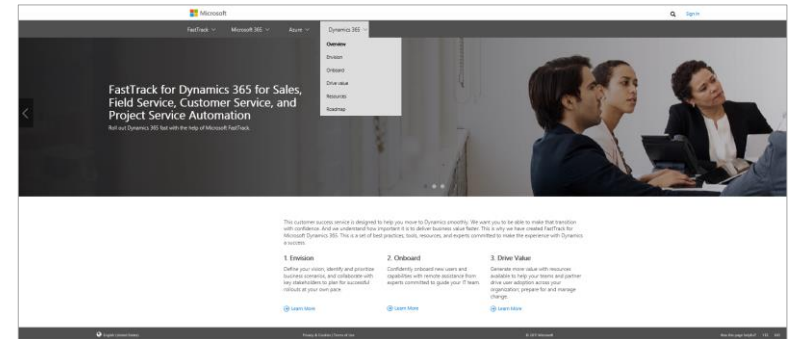 Microsoft
Sign in
FastTrack Microsoft 365 Azure Dynamics 365
Overview
Envision
Onboard
Drive value
Resources
Roadmap
FastTrack for Dynamics 365 for Sales,
Field Service, Customer Service, and
Project Service Automation
Roll out Dynamics 365 fast with the help of Microsoft FastTrack.
This customer success service is designed to help you move to Dynamics smoothly. We want you to be able to make that transition
with confidence. And we understand how important it is to deliver business value faster. This is why we have created FastTrack for
Microsoft Dynamics 365. This is a set of best practices, tools, resources, and experts committed to make the experience with Dynamics
a success.
1. Envision
Define your vision, identify and prioritize
business scenarios, and collaborate with
key stakeholders to plan for successful
rollouts at your own pace.
Learn More
2. Onboard
Confidently onboard new users and
capabilities with remote assistance from
experts committed to guide your IT team.
Learn More
3. Drive Value
Generate more value with resources
available to help your teams and partner
drive user adoption across your
organization; prepare for and manage
change.
Learn More
English (United States)
Privacy & Cookies | Terms of Use
© 2017 Microsoft
Was this page helpful?